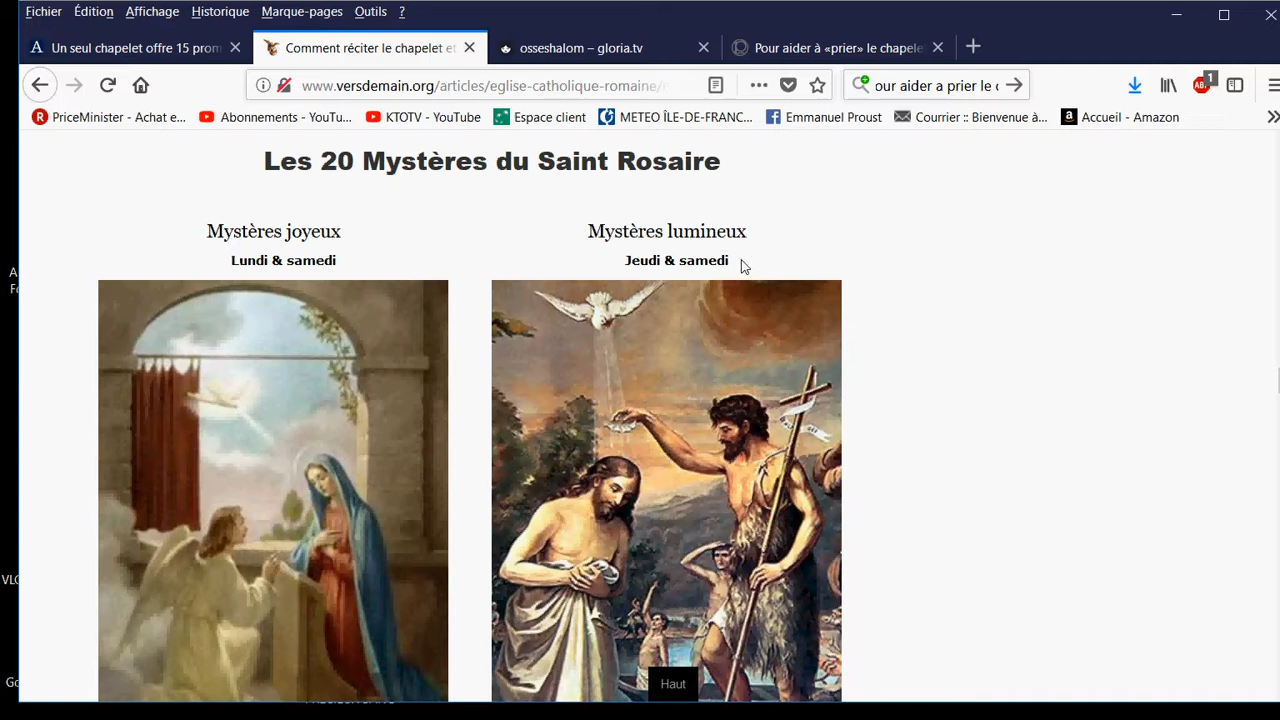 Fichier Édition Affichage Historique Marque-pages Outils ?
Un seul chapelet offre 15 prom
Comment réciter le chapelet et
osseshalom – gloria.tv
Pour aider à «prier» le chapele
www.versdemain.org/articles/eglise-catholique-romaine/
our aider a prier le c
1
PriceMinister - Achat e...
Abonnements - YouTu...
KTOTV - YouTube
Espace client
METEO ÎLE-DE-FRANC...
Emmanuel Proust
Courrier :: Bienvenue à...
Accueil - Amazon
Les 20 Mystères du Saint Rosaire
Mystères joyeux
Lundi & samedi
Mystères lumineux
Jeudi & samedi
Haut